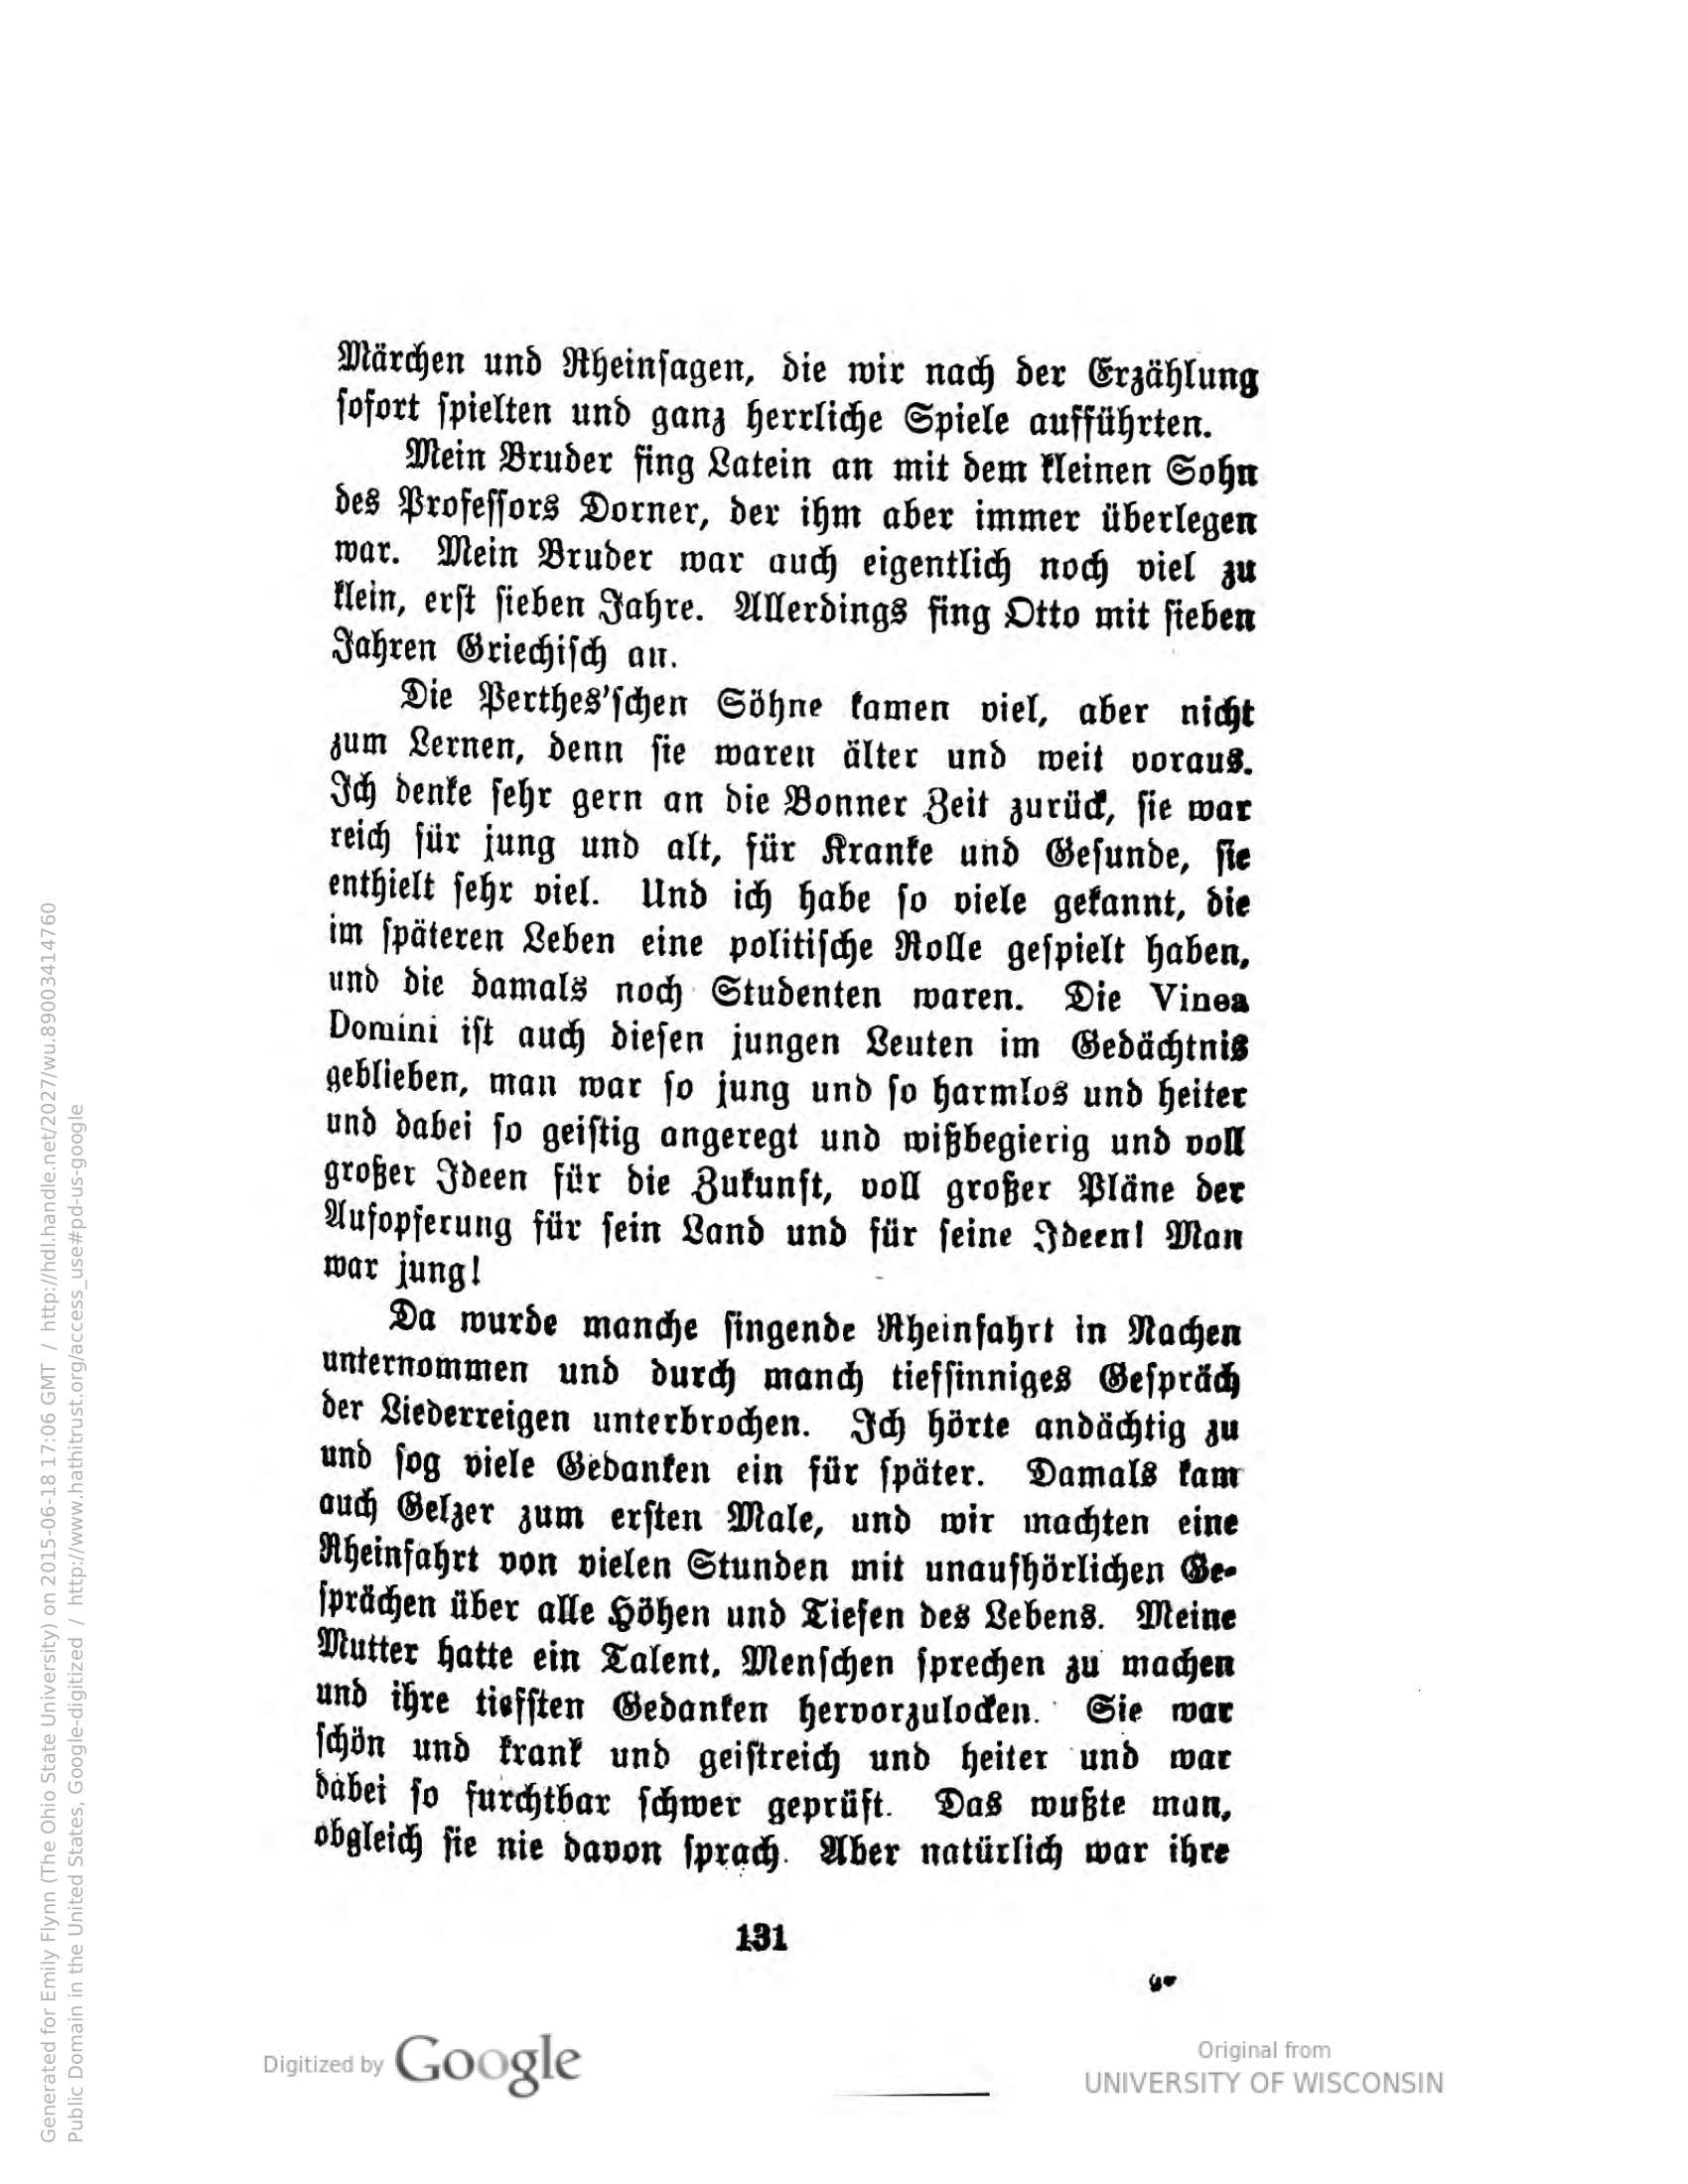 Märchen und Rheinsagen, die wir nach der Erzählung
sofort spielten und ganz herrliche Spiele aufführten.
Mein Bruder fing Latein an mit dem kleinen Sohn
des Professors Dorner, der ihm aber immer überlegen
war. Mein Bruder war auch eigentlich noch viel zu
klein, erst sieben Jahre. Allerdings fing Otto mit sieben
Jahren Griechisch an.
Die Perthes'schen Söhne kamen viel, aber nicht
zum Lernen, denn sie waren älter und weit voraus.
Ich denke sehr gern an die Bonner Zeit zurück, sie war
reich für jung und alt, für Kranke und Gesunde, sie
enthielt sehr viel. Und ich habe so viele gekannt, die
im späteren Leben eine politische Rolle gespielt haben,
und die damals noch Studenten waren. Die Vinea
Domini ist auch diesen jungen Leuten im Gedächtnis
geblieben, man war so jung und so harmlos und heiter
und dabei so geistig angeregt und wißbegierig und voll
großer Ideen für die Zukunft, voll großer Pläne der
Aufopferung für sein Land und für seine Ideen! Man
war jung!
Da wurde manche singende Rheinfahrt in Nachen
unternommen und durch manch tiefsinniges Gespräch
der Liederreigen unterbrochen. Ich hörte andächtig zu
und sog viele Gedanken ein für später. Damals kam
auch Gelzer zum ersten Male, und wir machten eine
Rheinfahrt von vielen Stunden mit unaufhörlichen Ge-
sprächen über alle Höhen und Tiefen des Lebens. Meine
Mutter hatte ein Talent, Menschen sprechen zu machen
und ihre tiefsten Gedanken hervorzulocken. Sie war
schön und krank und geistreich und heiter und war
dabei so furchtbar schwer geprüft. Das wußte man,
obgleich sie nie davon sprach. Aber natürlich war ihre
131
Digitized by Google
Original from
UNIVERSITY OF WISCONSIN
Generated for Emily Flynn (The Ohio State University) on 2015-06-18 17:06 GMT / http://hdl.handle.net/2027/wu.89003414760
Public Domain in the United States, Google-digitized / http://www.hathitrust.org/access_use#pd-us-google